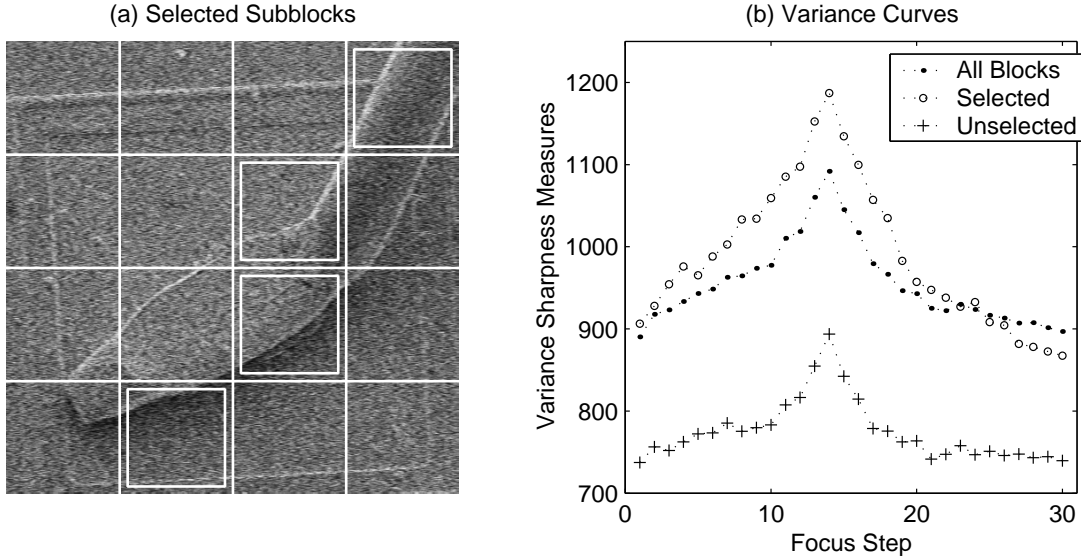 (a) Selected Subblocks
(b) Variance Curves
Variance Sharpness Measures
1200
1100
1000
900
800
700
0
10
20
30
Focus Step
All Blocks
Selected
Unselected